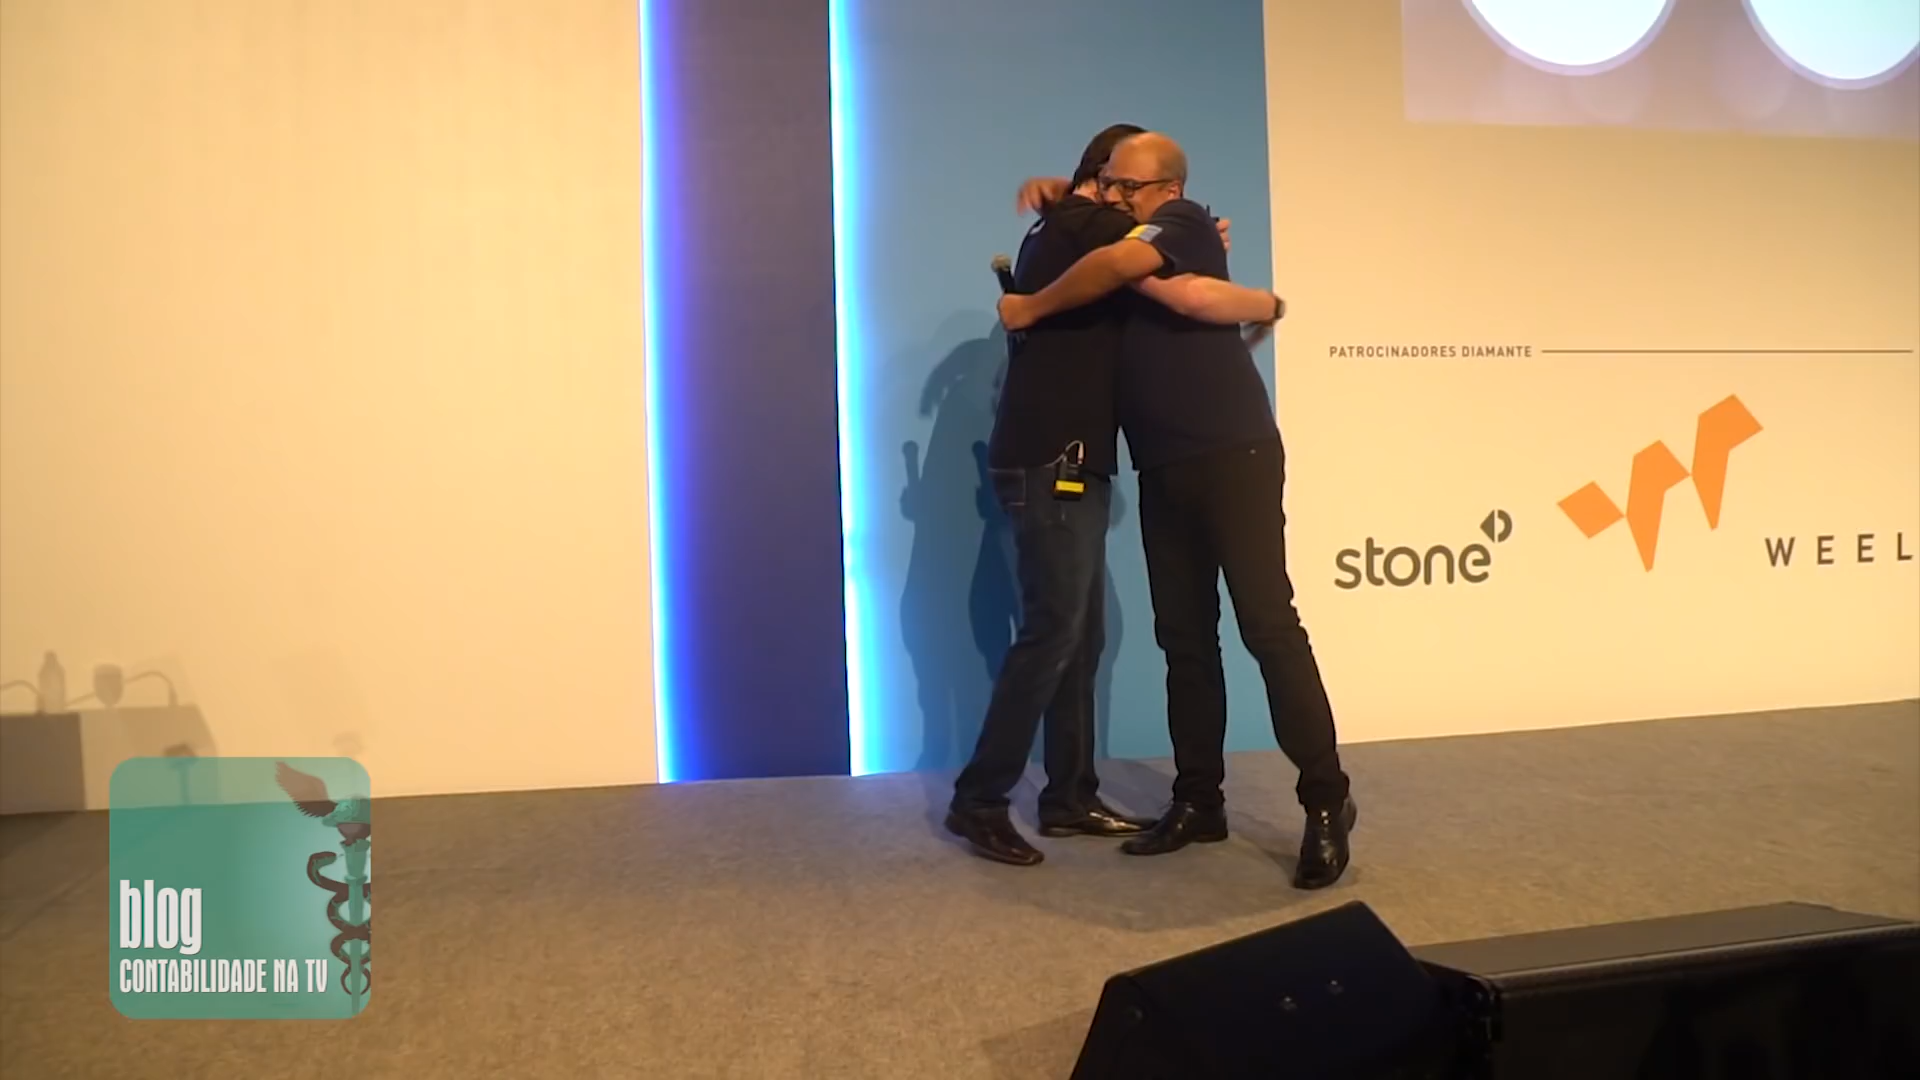 PATROCINADORES DIAMANTE
stone
WEEL
blog
CONTABILIDADE NA TV